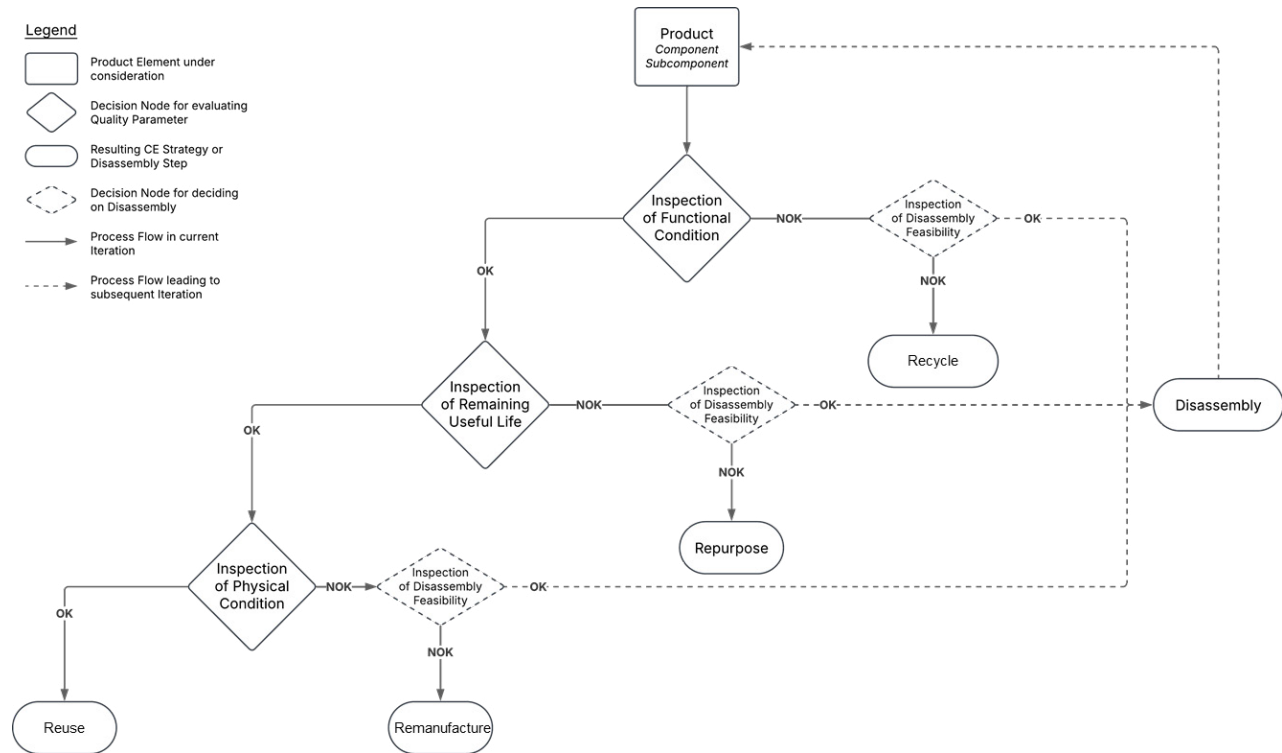 Legend
Product Element under
consideration
Decision Node for evaluating
Quality Parameter
Resulting CE Strategy or
Disassembly Step
Decision Node for deciding
on Disassembly
Process Flow in current
Iteration
Process Flow leading to
subsequent Iteration
Product
Component
Subcomponent
Inspection
of Functional
Condition
NOK
Inspection
of Disassembly
Feasibility
OK
OK
NOK
Recycle
Inspection
of Remaining
Useful Life
NOK
Inspection
of Disassembly
Feasibility
OK
Disassembly
OK
NOK
Repurpose
Inspection
of Physical
Condition
NOK
Inspection
of Disassembly
Feasibility
OK
OK
NOK
Reuse
Remanufacture